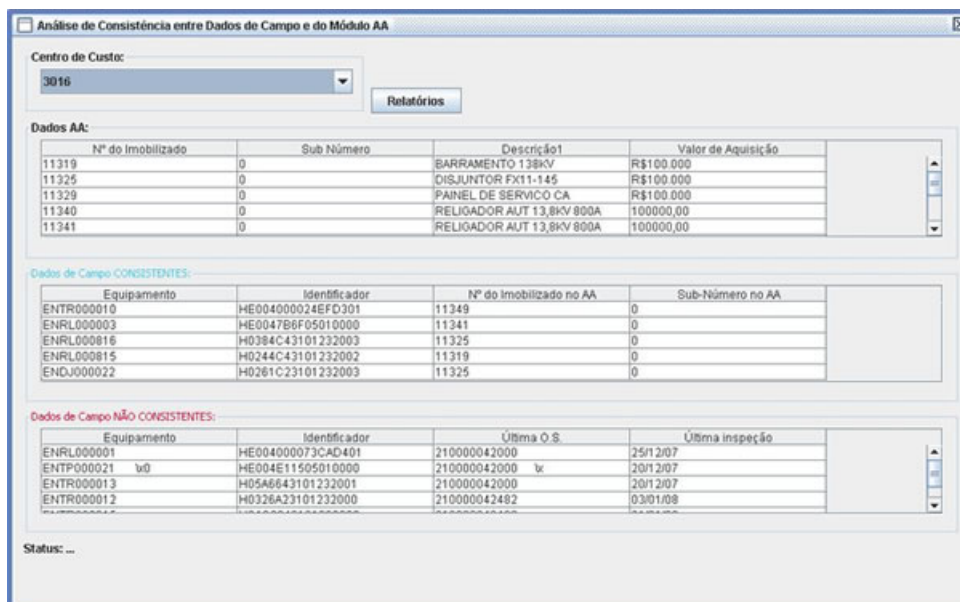 Análise de Consistência entre Dados de Campo e do Módulo AA
Centro de Custo:
3016
Relatórios
Dados AA:
Nº do Imobilizado Sub Número Descrição1 Valor de Aquisição
11319 0 BARRAMENTO 138KV R$100.000
11325 0 DISJUNTOR FX11-145 R$100.000
11329 0 PAINEL DE SERVICO CA R$100.000
11340 0 RELIGADOR AUT 13,8KV 800A 100000,00
11341 0 RELIGADOR AUT 13,8KV 800A 100000,00
Dados de Campo CONSISTENTES:
Equipamento Identificador Nº do Imobilizado no AA Sub-Número no AA
ENTR000010 HE004000024EFD301 11349 0
ENRL000003 HE0047B6F05010000 11341 0
ENRL000816 H0384C43101232003 11325 0
ENRL000815 H0244C43101232002 11319 0
ENDJ000022 H0261C23101232003 11325 0
Dados de Campo NÃO CONSISTENTES:
Equipamento Identificador Última O.S. Última inspeção
ENRL000001 HE004000073CAD401 210000042000 25/12/07
ENTP000021 \x0 HE004E11505010000 210000042000 \x 20/12/07
ENTR000013 H05A6643101232001 210000042000 20/12/07
ENTR000012 H0326A23101232000 210000042482 03/01/08
Status: ...